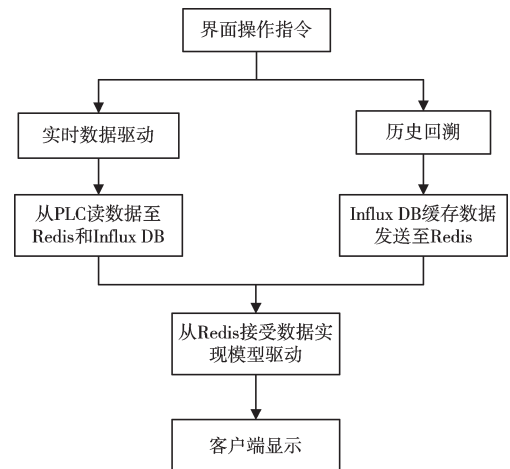 界面操作指令
实时数据驱动
历史回溯
从PLC读数据至
Redis和Influx DB
Influx DB缓存数据
发送至Redis
从Redis接受数据实
现模型驱动
客户端显示